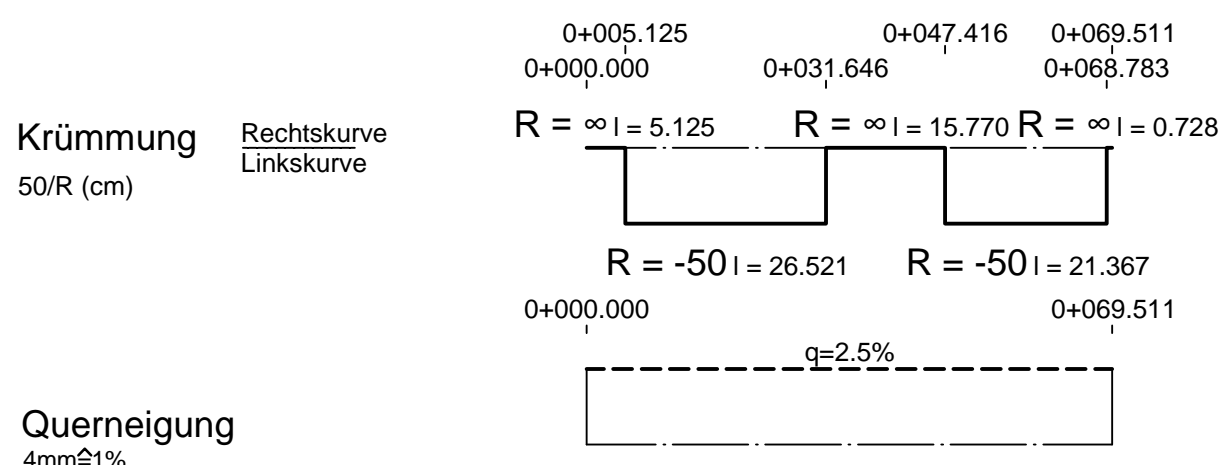 0+005.125 0+047.416 0+069.511
0+000.000 0+031.646 0+068.783
Krümmung
Rechtskurve
Linkskurve
50/R (cm)
R = ∞ l = 5.125 R = ∞ l = 15.770 R = ∞ l = 0.728
R = -50 l = 26.521 R = -50 l = 21.367
0+000.000 0+069.511
q=2.5%
Querneigung
4mm≙1%